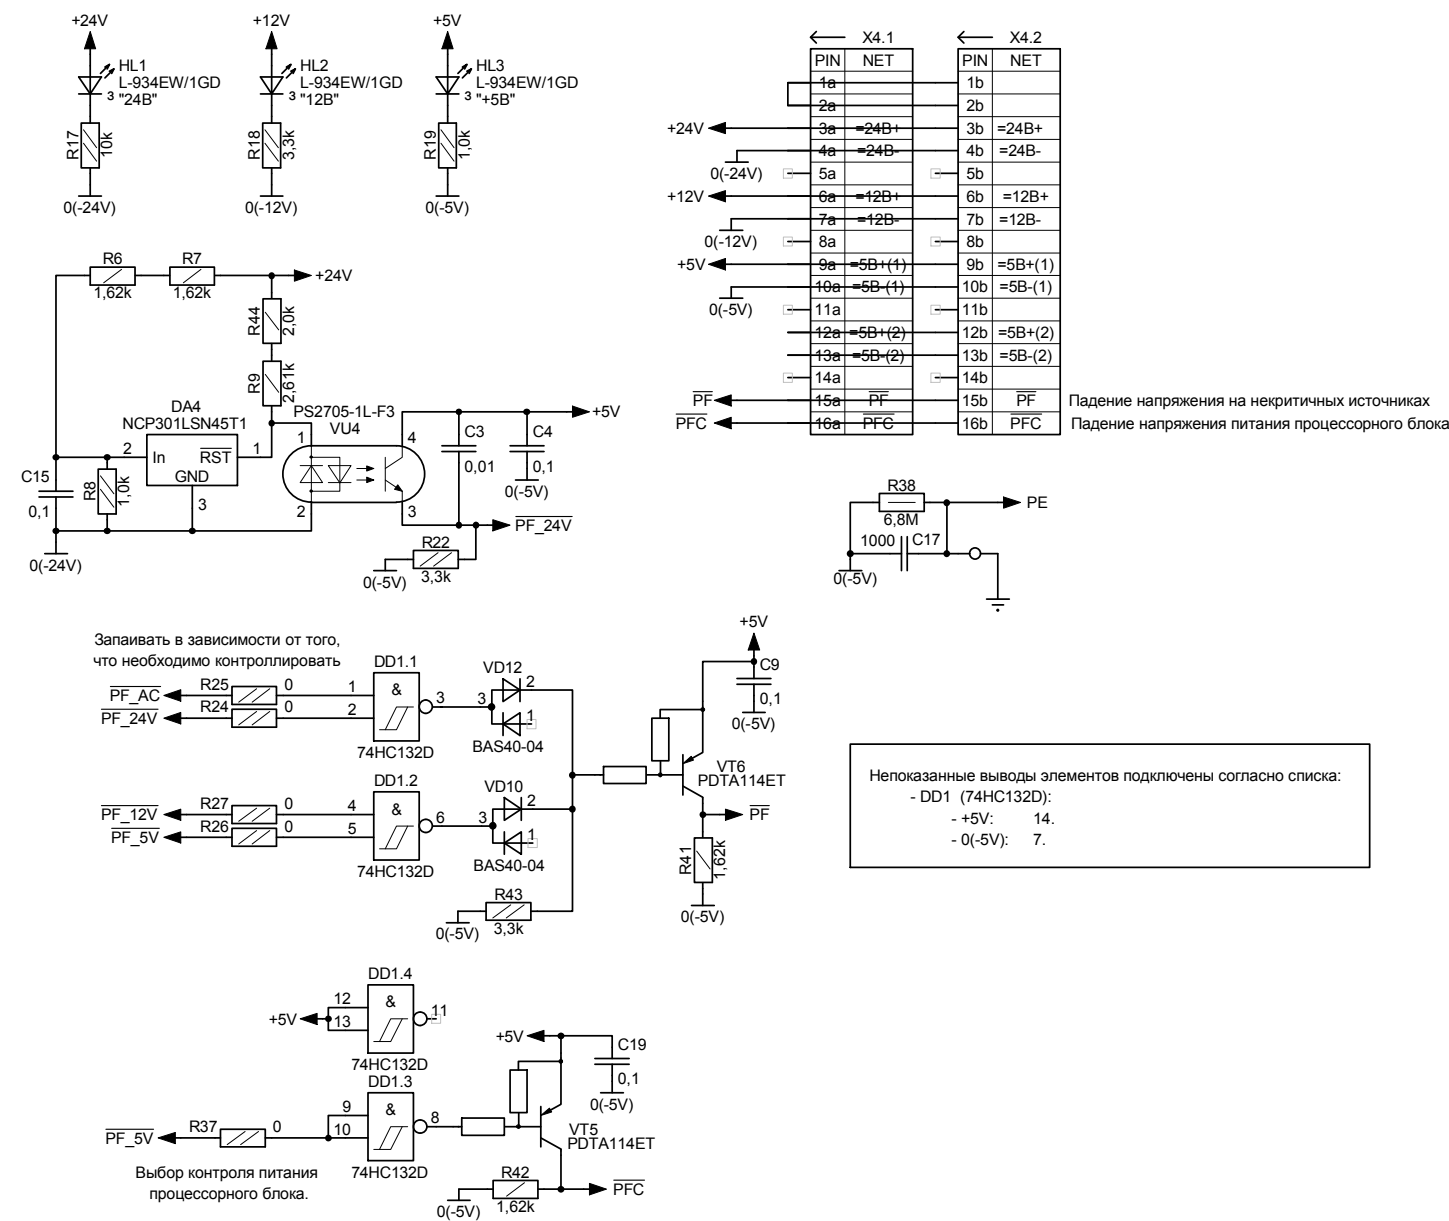 +24V
HL1
L-934EW/1GD
3 "24В"
R17
10k
0(-24V)
+12V
HL2
L-934EW/1GD
3 "12В"
R18
3,3k
0(-12V)
+5V
HL3
L-934EW/1GD
3 "+5В"
R19
1,0k
0(-5V)
X4.1
X4.2
PIN NET
PIN NET
1a
1b
2a
2b
+24V
3a =24В+
3b =24В+
4a =24В-
4b =24В-
0(-24V)
5a
5b
+12V
6a =12В+
6b =12В+
7a =12В-
7b =12В-
0(-12V)
8a
8b
+5V
9a =5В+(1)
9b =5В+(1)
10a =5В-(1)
10b =5В-(1)
0(-5V)
11a
11b
12a =5В+(2)
12b =5В+(2)
13a =5В-(2)
13b =5В-(2)
14a
14b
PF
15a PF
15b PF
Падение напряжения на некритичных источниках
PFC
16a PFC
16b PFC
Падение напряжения питания процессорного блока
R6
1,62k
R7
1,62k
+24V
R44
2,0k
R9
2,61k
DA4
NCP301LSN45T1
2 In
RST 1
GND
3
C15
0,1
R8
1,0k
0(-24V)
PS2705-1L-F3
VU4
1
4
2
3
C3
0,01
C4
0,1
+5V
0(-5V)
PF_24V
R22
3,3k
0(-5V)
R38
6,8M
PE
1000 C17
0(-5V)
Запаивать в зависимости от того,
что необходимо контроллировать
PF_AC
R25 0
1
PF_24V
R24 0
2
DD1.1
&
3
74HC132D
VD12
3
2
1
BAS40-04
PF_12V
R27 0
4
PF_5V
R26 0
5
DD1.2
&
6
74HC132D
VD10
3
2
1
BAS40-04
R43
3,3k
0(-5V)
+5V
C9
0,1
0(-5V)
VT6
PDTA114ET
PF
R41
1,62k
0(-5V)
Непоказанные выводы элементов подключены согласно списка:
- DD1 (74HC132D):
- +5V: 14.
- 0(-5V): 7.
DD1.4
+5V
12
13
&
11
74HC132D
DD1.3
PF_5V
R37 0
9
10
&
8
74HC132D
Выбор контроля питания
процессорного блока.
+5V
C19
0,1
0(-5V)
VT5
PDTA114ET
R42
1,62k
0(-5V)
PFC